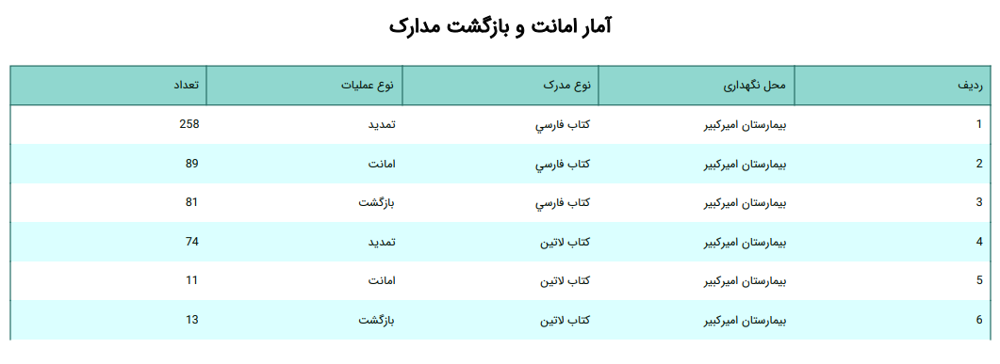 آمار امانت و بازگشت مدارک
ردیف محل نگهداری نوع مدرک نوع عملیات تعداد
1 بیمارستان امیرکبیر کتاب فارسي تمدید 258
2 بیمارستان امیرکبیر کتاب فارسي امانت 89
3 بیمارستان امیرکبیر کتاب فارسي بازگشت 81
4 بیمارستان امیرکبیر کتاب لاتین تمدید 74
5 بیمارستان امیرکبیر کتاب لاتین امانت 11
6 بیمارستان امیرکبیر کتاب لاتین بازگشت 13